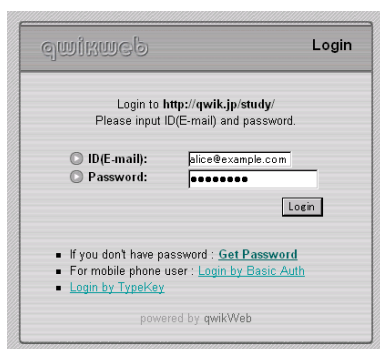 qwikweb Login
Login to http://qwik.jp/study/
Please input ID(E-mail) and password.
ID(E-mail): alice@example.com
Password: ●●●●●●●●
Login
If you don't have password : Get Password
For mobile phone user : Login by Basic Auth
Login by TypeKey
powered by qwikWeb